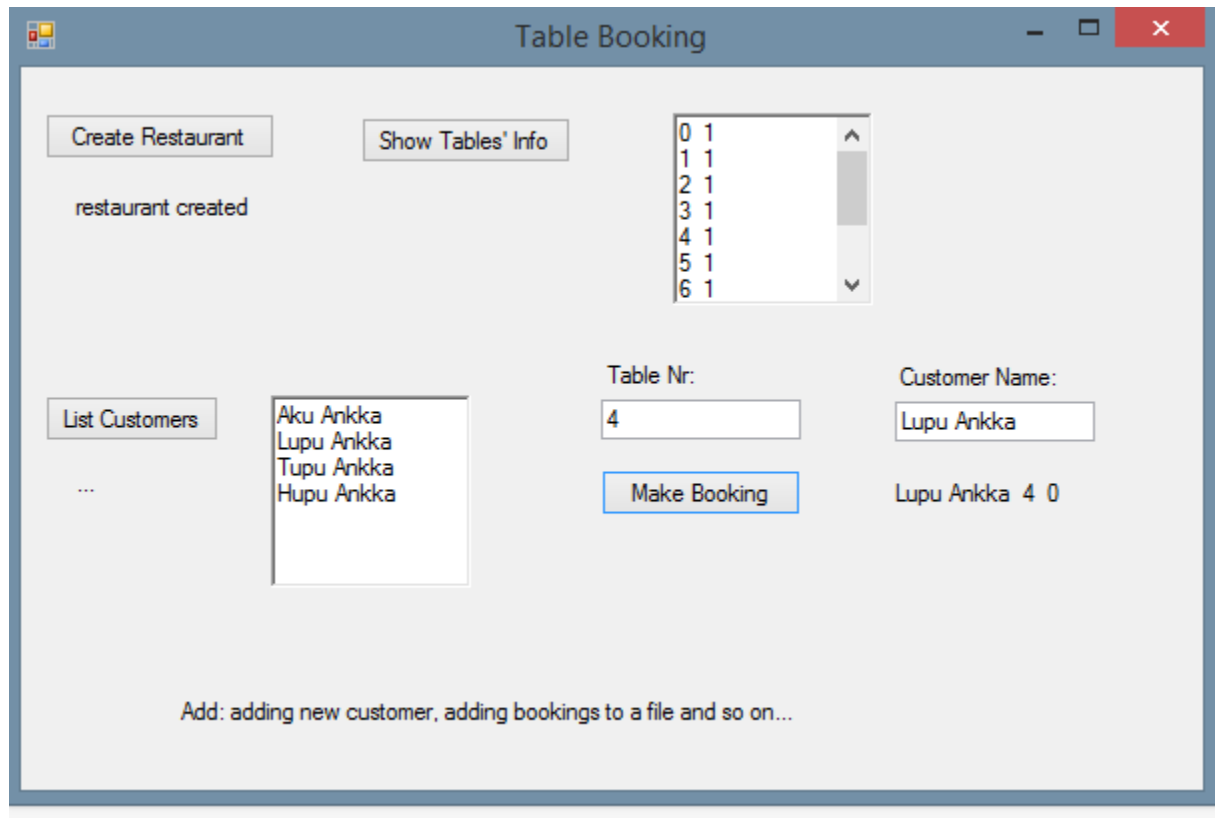 Table Booking
Create Restaurant
Show Tables' Info
0 1
1 1
2 1
3 1
4 1
5 1
6 1
restaurant created
Table Nr:
Customer Name:
List Customers
Aku Ankka
Lupu Ankka
Tupu Ankka
Hupu Ankka
4
Lupu Ankka
...
Make Booking
Lupu Ankka 4 0
Add: adding new customer, adding bookings to a file and so on...